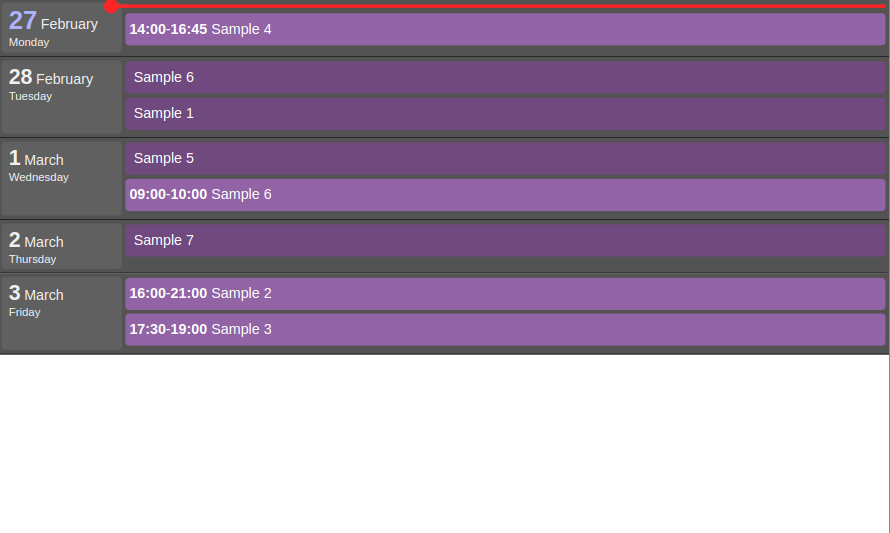 27 February
Monday
14:00-16:45 Sample 4
28 February
Tuesday
Sample 6
Sample 1
1 March
Wednesday
Sample 5
09:00-10:00 Sample 6
2 March
Thursday
Sample 7
3 March
Friday
16:00-21:00 Sample 2
17:30-19:00 Sample 3